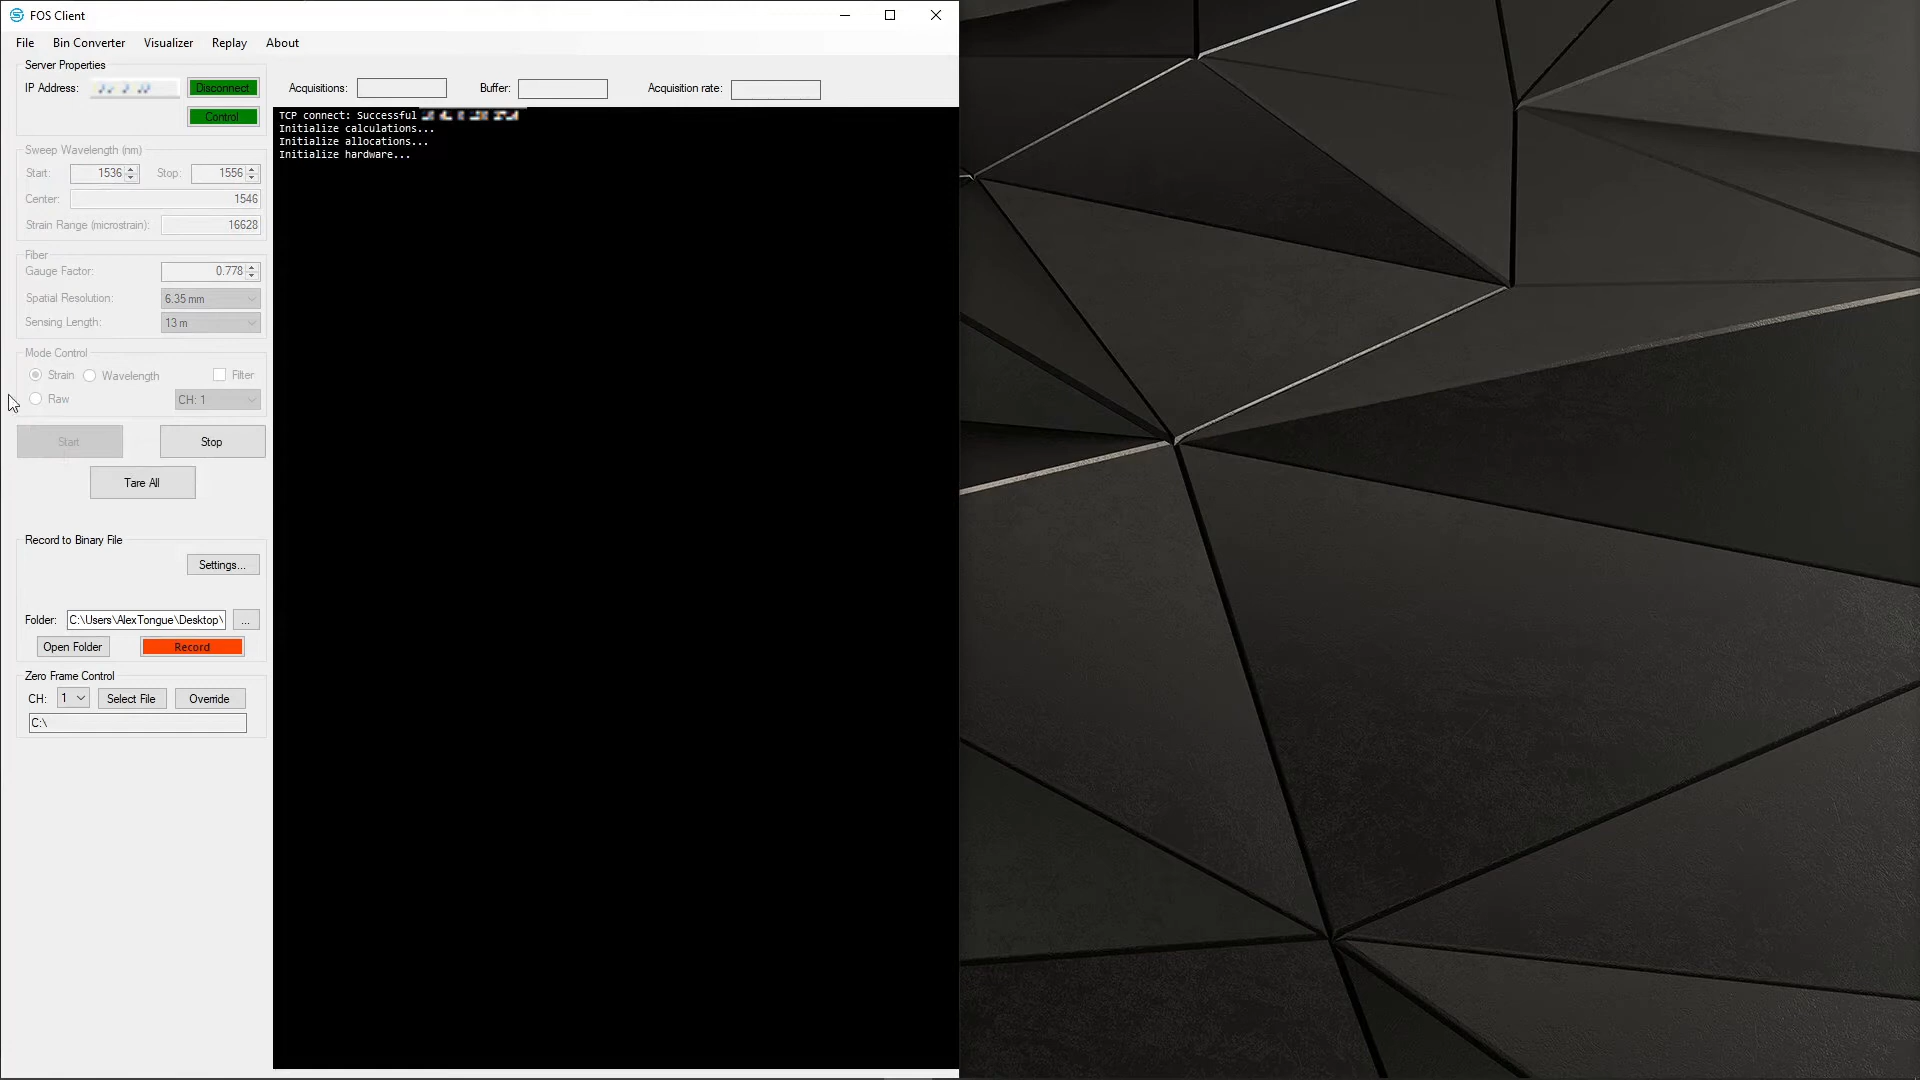 FOS Client
File Bin Converter Visualizer Replay About
Server Properties
IP Address: Disconnect
Control
Acquisitions: Buffer: Acquisition rate:
TCP connect: Successful
Initialize calculations...
Initialize allocations...
Initialize hardware...
Sweep Wavelength (nm)
Start: 1536 Stop: 1556
Center: 1546
Strain Range (microstrain): 16628
Fiber
Gauge Factor: 0.778
Spatial Resolution: 6.35 mm
Sensing Length: 13 m
Mode Control
Strain Wavelength Filter
Raw CH: 1
Start Stop
Tare All
Record to Binary File
Settings...
Folder: C:\Users\AlexTongue\Desktop\ ...
Open Folder Record
Zero Frame Control
CH: 1 Select File Override
C:\